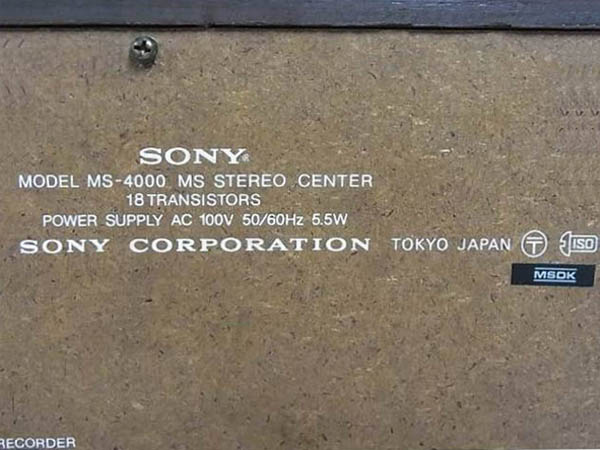 SONY®
MODEL MS-4000 MS STEREO CENTER
18 TRANSISTORS
POWER SUPPLY AC 100V 50/60Hz 5.5W
SONY CORPORATION TOKYO JAPAN 〒 ISO
MSDK
RECORDER